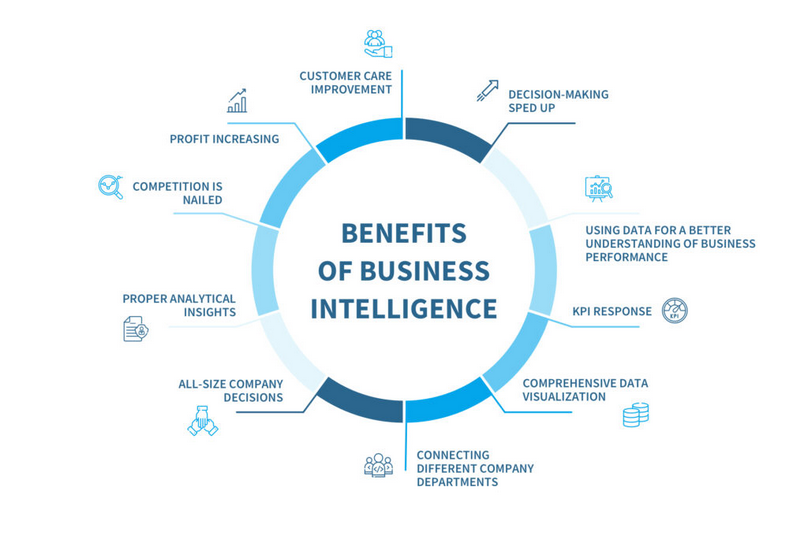 BENEFITS
OF BUSINESS
INTELLIGENCE
CUSTOMER CARE
IMPROVEMENT
DECISION-MAKING
SPED UP
USING DATA FOR A BETTER
UNDERSTANDING OF BUSINESS
PERFORMANCE
KPI RESPONSE
KPI
COMPREHENSIVE DATA
VISUALIZATION
CONNECTING
DIFFERENT COMPANY
DEPARTMENTS
ALL-SIZE COMPANY
DECISIONS
PROPER ANALYTICAL
INSIGHTS
COMPETITION IS
NAILED
PROFIT INCREASING